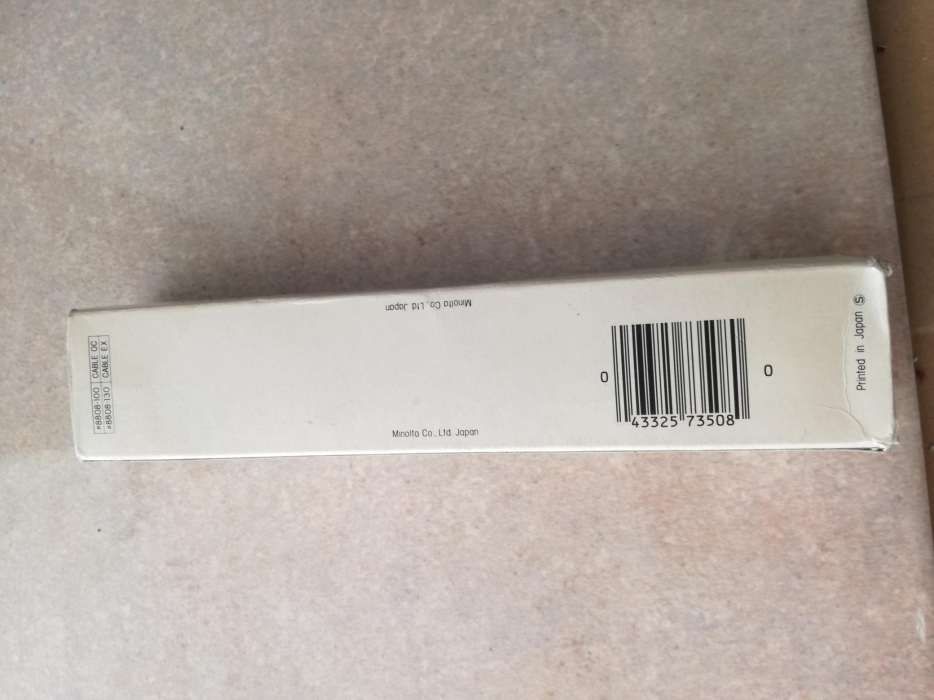 #8808-100 CABLE OC
#8808-130 CABLE EX
Minolta Co., Ltd. Japan
Minolta Co., Ltd. Japan
0 43325 73508 0
Printed in Japan Ⓢ